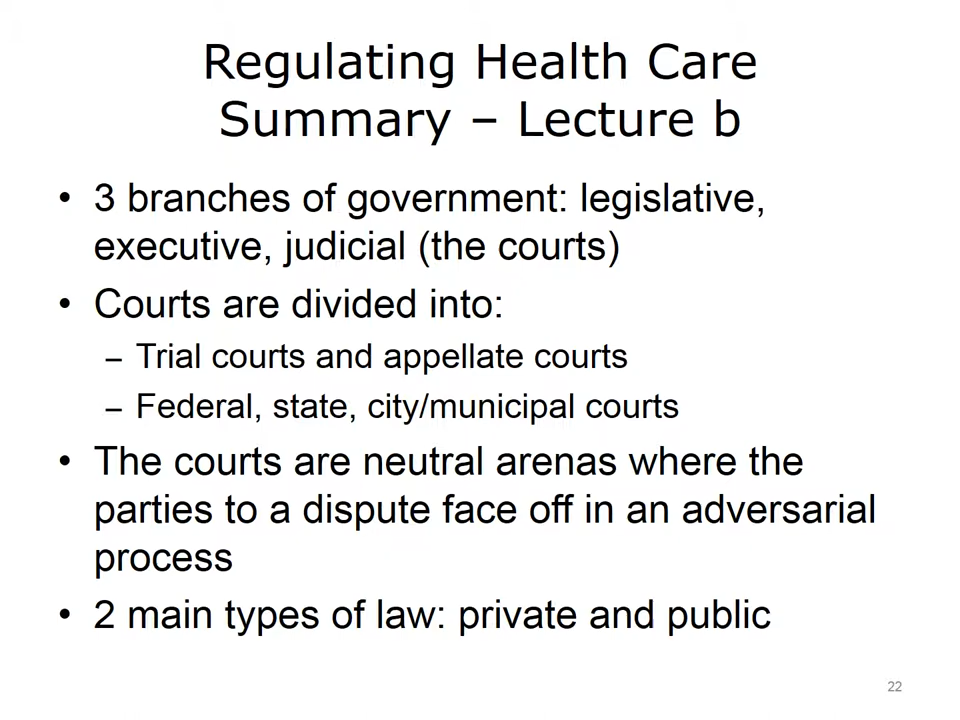 Regulating Health Care
Summary – Lecture b
• 3 branches of government: legislative,
executive, judicial (the courts)
• Courts are divided into:
– Trial courts and appellate courts
– Federal, state, city/municipal courts
• The courts are neutral arenas where the
parties to a dispute face off in an adversarial
process
• 2 main types of law: private and public
22